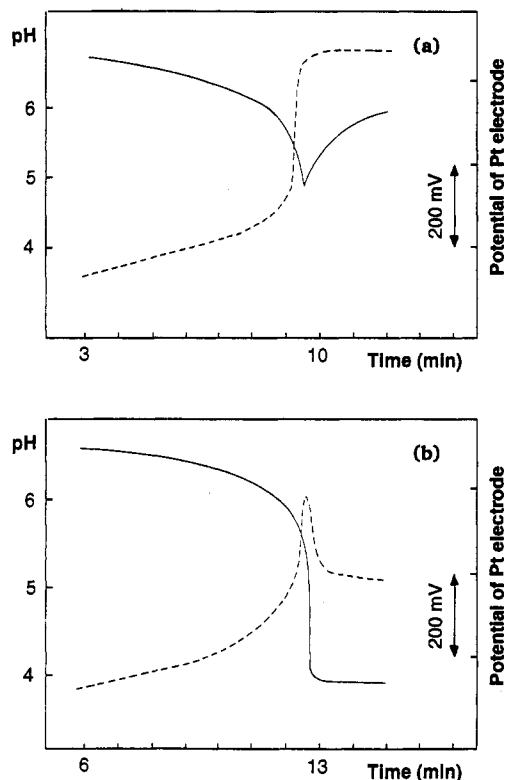 pH
(a)
6
5
4
200 mV
Potential of Pt electrode
3
10
Time (min)
pH
(b)
6
5
4
200 mV
Potential of Pt electrode
6
13
Time (min)